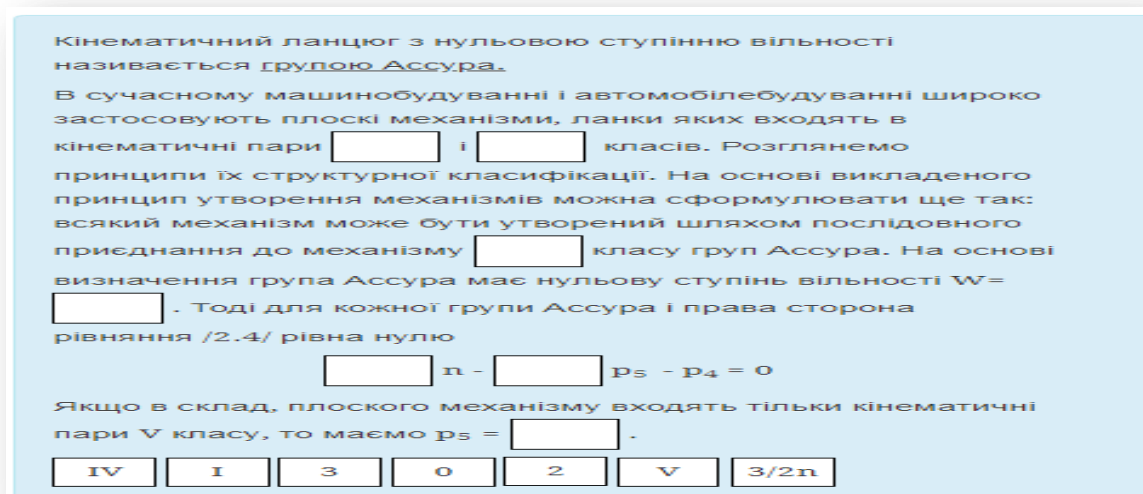 Кінематичний ланцюг з нульовою ступінню вільності
називається групою Ассура.
В сучасному машинобудуванні і автомобілебудуванні широко
застосовують плоскі механізми, ланки яких входять в
кінематичні пари і класів. Розглянемо
принципи їх структурної класифікації. На основі викладеного
принцип утворення механізмів можна сформулювати ще так:
всякий механізм може бути утворений шляхом послідовного
приєднання до механізму класу груп Ассура. На основі
визначення група Ассура має нульову ступінь вільності W=
. Тоді для кожної групи Ассура і права сторона
рівняння /2.4/ рівна нулю
n - p₅ - p₄ = 0
Якщо в склад, плоского механізму входять тільки кінематичні
пари V класу, то маємо p₅ = .
IV I 3 0 2 V 3/2n